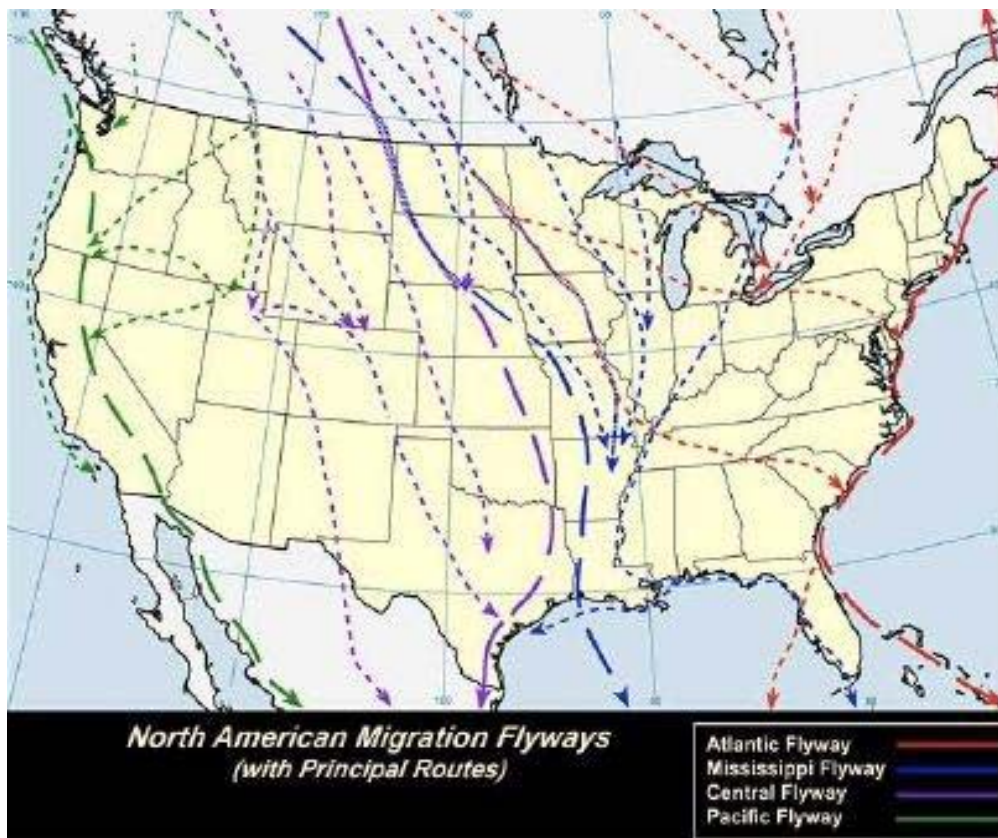 North American Migration Flyways
(with Principal Routes)
Atlantic Flyway
Mississippi Flyway
Central Flyway
Pacific Flyway